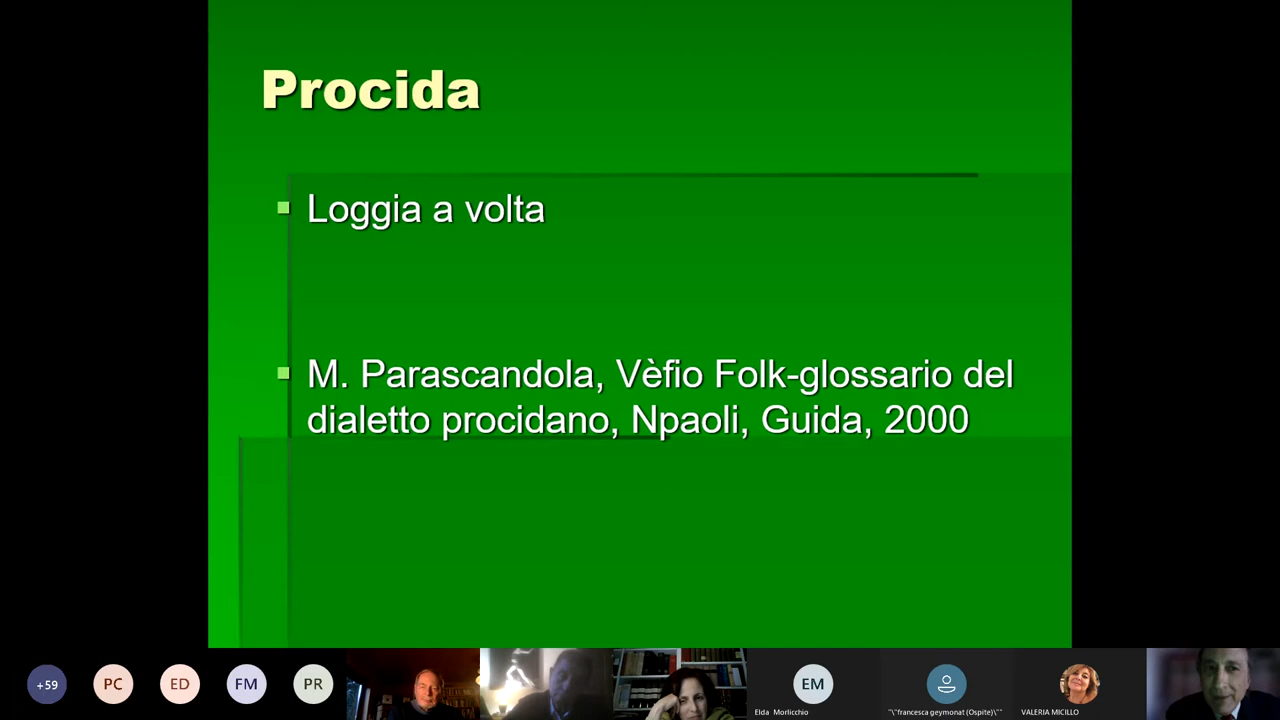 Procida
Loggia a volta
M. Parascandola, Vèfio Folk-glossario del
dialetto procidano, Npaoli, Guida, 2000
+59
PC
ED
FM
PR
EM
Elda Morlicchio
"\"francesca geymonat (Ospite)\""
VALERIA MICILLO